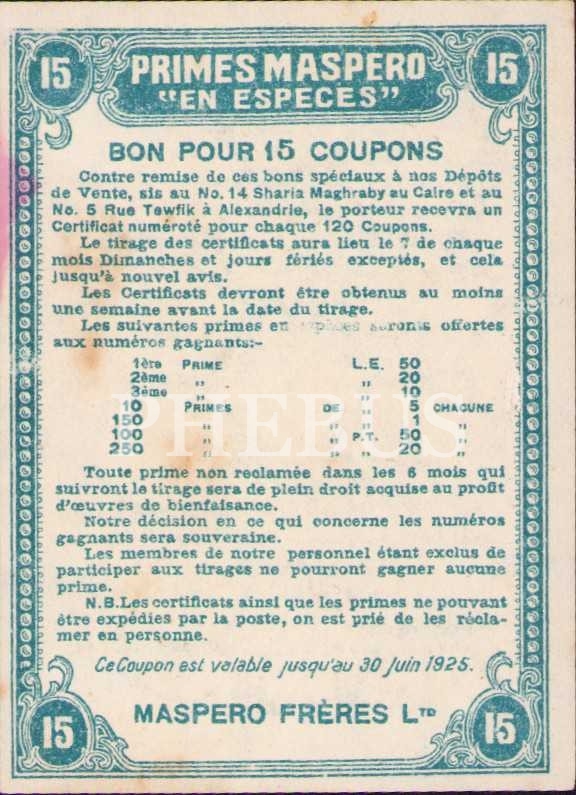 15 PRIMES MASPERO 15
"EN ESPECES"
BON POUR 15 COUPONS
Contre remise de ces bons spéciaux à nos Dépôts
de Vente, sis au No. 14 Sharia Maghraby au Caire et au
No. 5 Rue Tewfik à Alexandrie, le porteur recevra un
Certificat numéroté pour chaque 120 Coupons.
Le tirage des certificats aura lieu le 7 de chaque
mois Dimanches et jours fériés exceptés, et cela
jusqu'à nouvel avis.
Les Certificats devront être obtenus au moins
une semaine avant la date du tirage.
Les suivantes primes en espèces seronts offertes
aux numéros gagnants:-
1ère PRIME L.E. 50
2ème „ „ 20
3ème „ „ 10
10 PRIMES DE „ 5 CHACUNE
150 „ „ „ 1 „
100 „ „ P.T. 50 „
250 „ „ „ 20 „
Toute prime non reclamée dans les 6 mois qui
suivront le tirage sera de plein droit acquise au profit
d'œuvres de bienfaisance.
Notre décision en ce qui concerne les numéros
gagnants sera souveraine.
Les membres de notre personnel étant exclus de
participer aux tirages ne pourront gagner aucune
prime.
N.B. Les certificats ainsi que les primes ne pouvant
être expédies par la poste, on est prié de les récla-
mer en personne.
Ce Coupon est valable jusqu'au 30 Juin 1925.
15 MASPERO FRÈRES LTD 15
PHEBUS